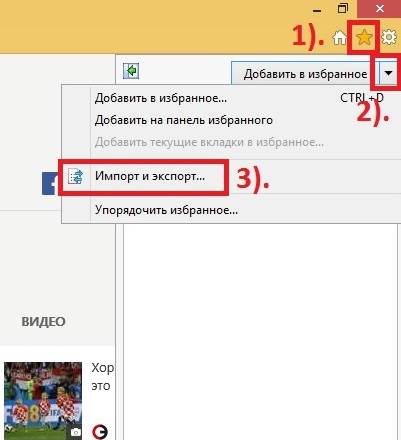 1).
Добавить в избранное
2).
Добавить в избранное... CTRL+D
Добавить на панель избранного
Добавить текущие вкладки в избранное...
Импорт и экспорт... 3).
Упорядочить избранное...
ВИДЕО
Хор
это